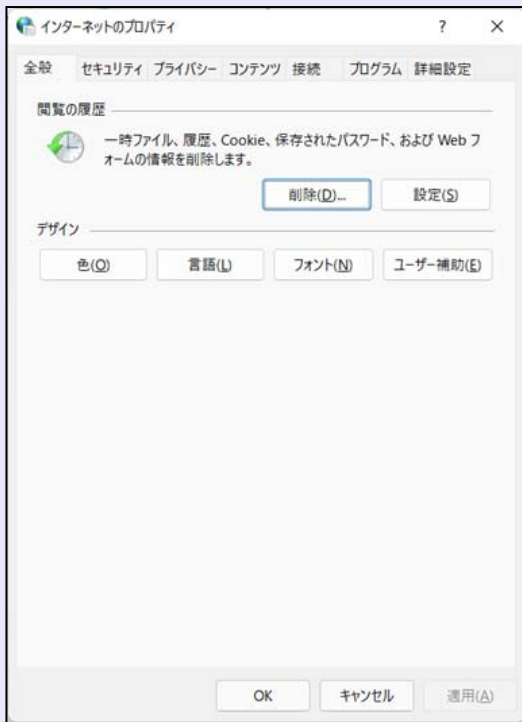 インターネットのプロパティ ? ×
全般 セキュリティ プライバシー コンテンツ 接続 プログラム 詳細設定
閲覧の履歴
一時ファイル、履歴、Cookie、保存されたパスワード、および Web フ
ォームの情報を削除します。
削除(D)... 設定(S)
デザイン
色(O) 言語(L) フォント(N) ユーザー補助(E)
OK キャンセル 適用(A)